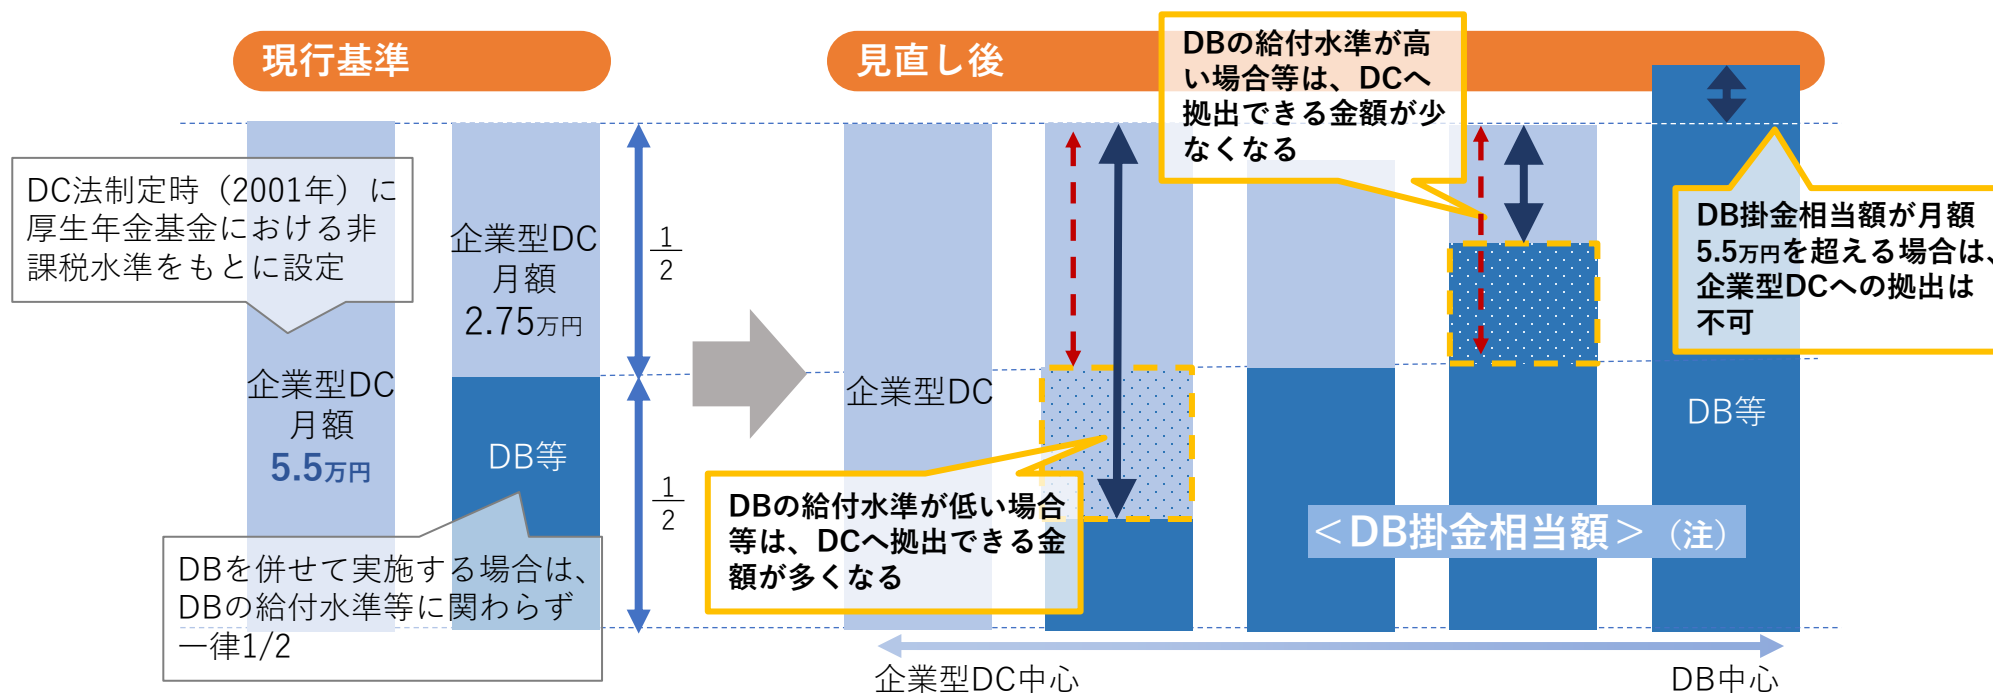 現行基準
DC法制定時（2001年）に
厚生年金基金における非
課税水準をもとに設定
企業型DC
月額
5.5万円
企業型DC
月額
2.75万円
DB等
1/2
1/2
DBを併せて実施する場合は、
DBの給付水準等に関わらず
一律1/2
見直し後
企業型DC
DBの給付水準が低い場合
等は、DCへ拠出できる金
額が多くなる
DBの給付水準が高
い場合等は、DCへ
拠出できる金額が少
なくなる
DB掛金相当額が月額
5.5万円を超える場合は、
企業型DCへの拠出は
不可
DB等
＜DB掛金相当額＞（注）
企業型DC中心
DB中心